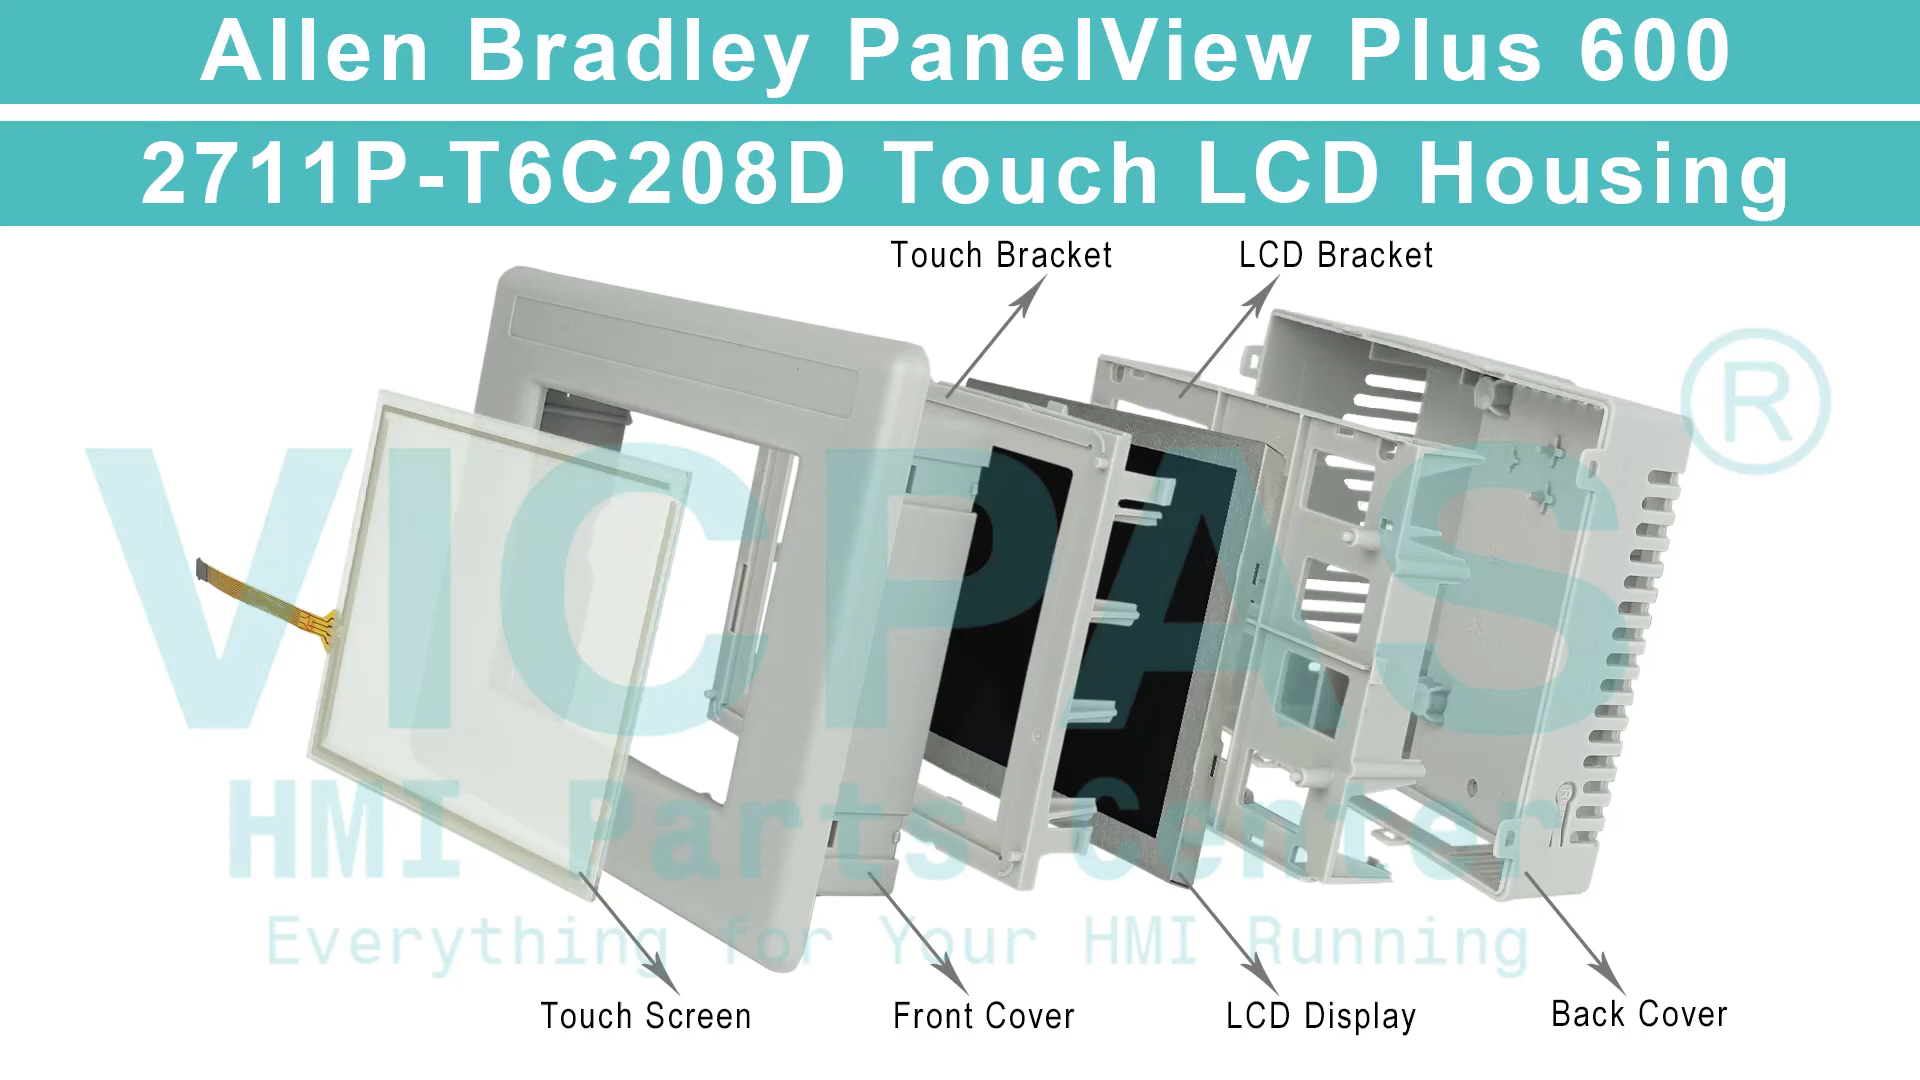 Allen Bradley PanelView Plus 600
2711P-T6C208D Touch LCD Housing
Touch Bracket
LCD Bracket
VICPAS®
HMI Parts Center
Everything for Your HMI Running
Touch Screen
Front Cover
LCD Display
Back Cover